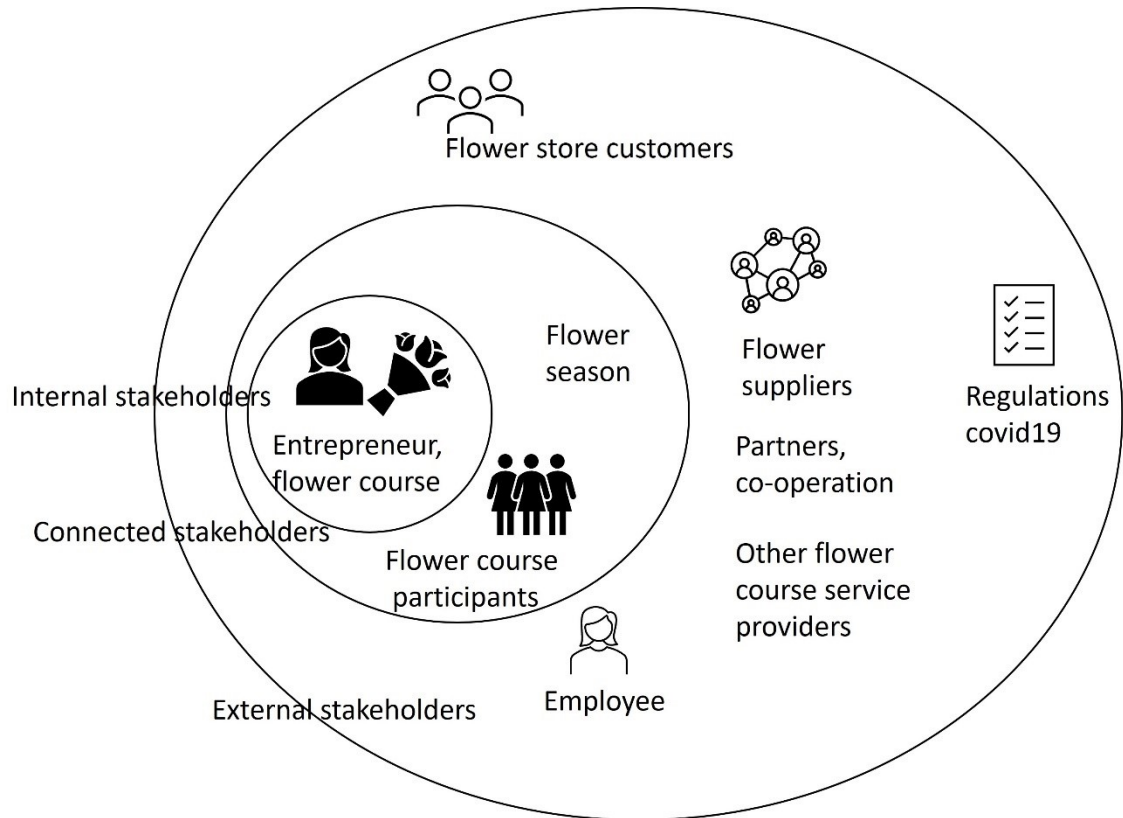 Flower store customers
Flower
season
Flower
suppliers
Internal stakeholders
Regulations
covid19
Entrepreneur,
flower course
Partners,
co-operation
Connected stakeholders
Flower course
participants
Other flower
course service
providers
External stakeholders
Employee